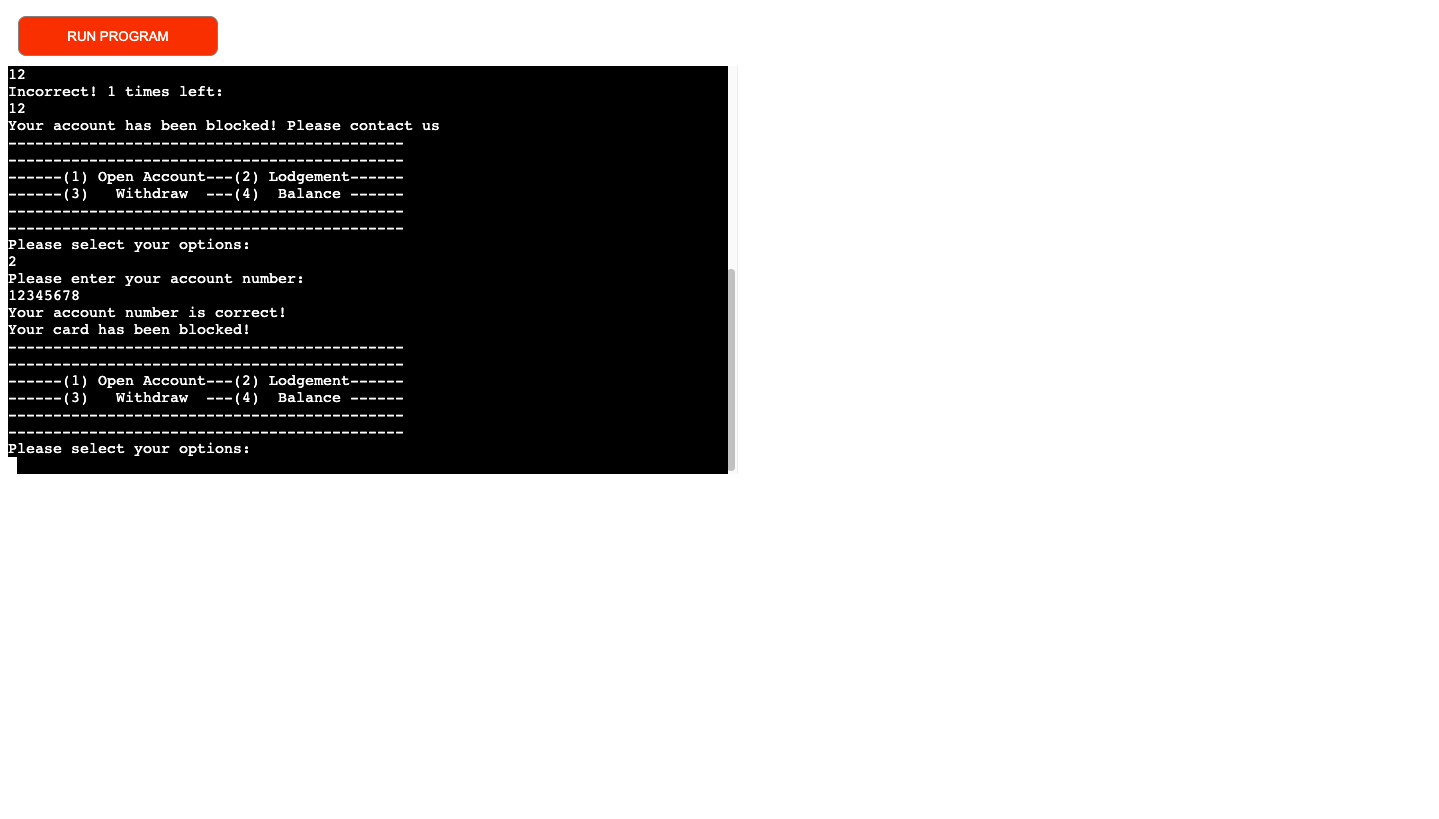 RUN PROGRAM
12
Incorrect! 1 times left:
12
Your account has been blocked! Please contact us
--------------------------------------------
--------------------------------------------
------(1) Open Account---(2) Lodgement------
------(3)   Withdraw  ---(4)  Balance ------
--------------------------------------------
--------------------------------------------
Please select your options:
2
Please enter your account number:
12345678
Your account number is correct!
Your card has been blocked!
--------------------------------------------
--------------------------------------------
------(1) Open Account---(2) Lodgement------
------(3)   Withdraw  ---(4)  Balance ------
--------------------------------------------
--------------------------------------------
Please select your options: